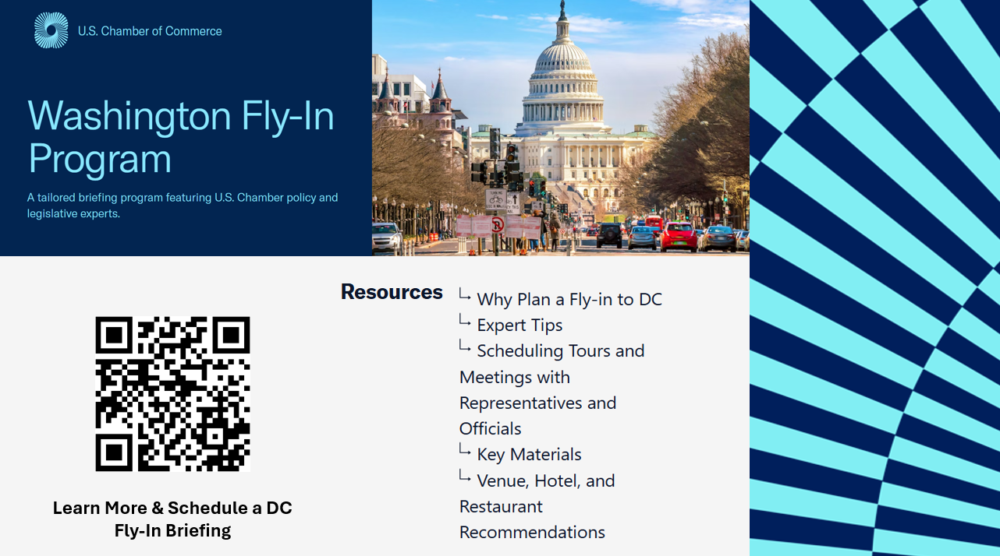 U.S. Chamber of Commerce
Washington Fly-In
Program
A tailored briefing program featuring U.S. Chamber policy and
legislative experts.
Resources
Why Plan a Fly-in to DC
Expert Tips
Scheduling Tours and
Meetings with
Representatives and
Officials
Key Materials
Venue, Hotel, and
Restaurant
Recommendations
Learn More & Schedule a DC
Fly-In Briefing